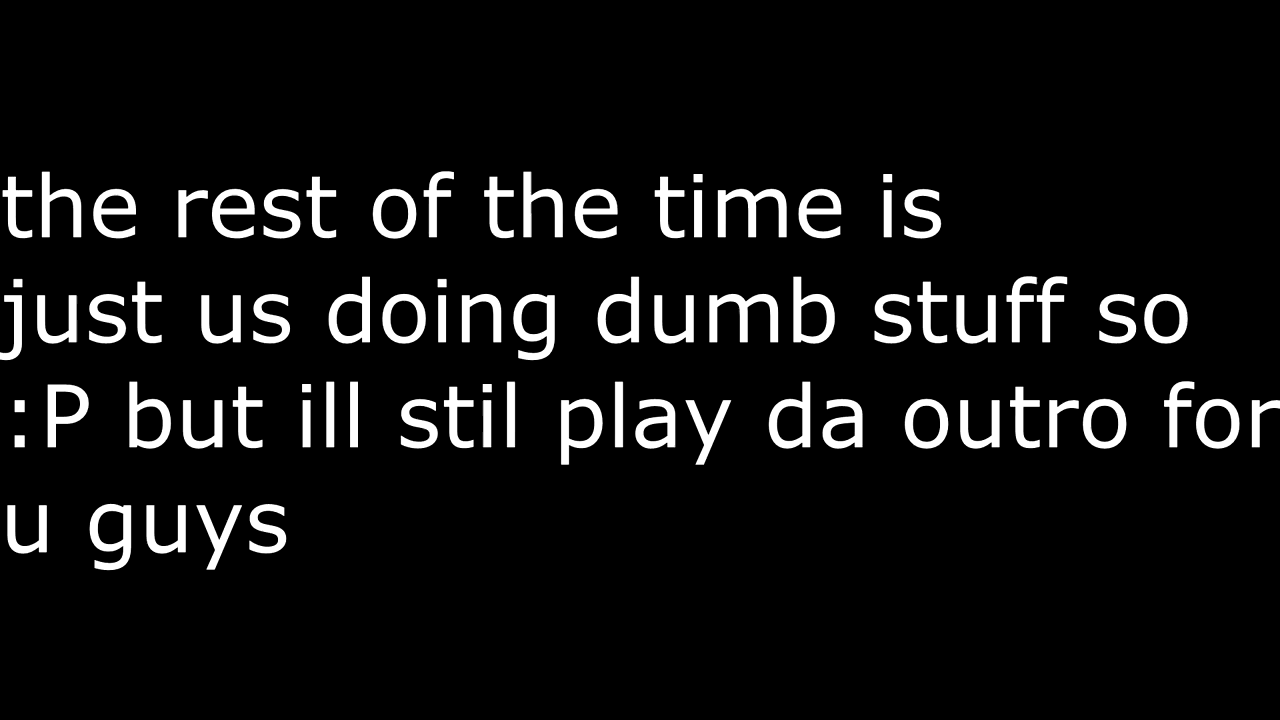 the rest of the time is
just us doing dumb stuff so
:P but ill stil play da outro for
u guys